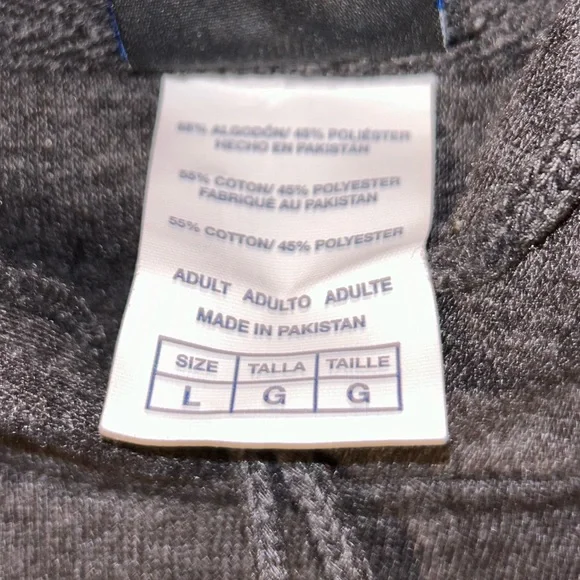 55% ALGODÓN/ 45% POLIÉSTER
HECHO EN PAKISTAN
55% COTON/ 45% POLYESTER
FABRIQUÉ AU PAKISTAN
55% COTTON/ 45% POLYESTER
ADULT ADULTO ADULTE
MADE IN PAKISTAN
SIZE TALLA TAILLE
L G G